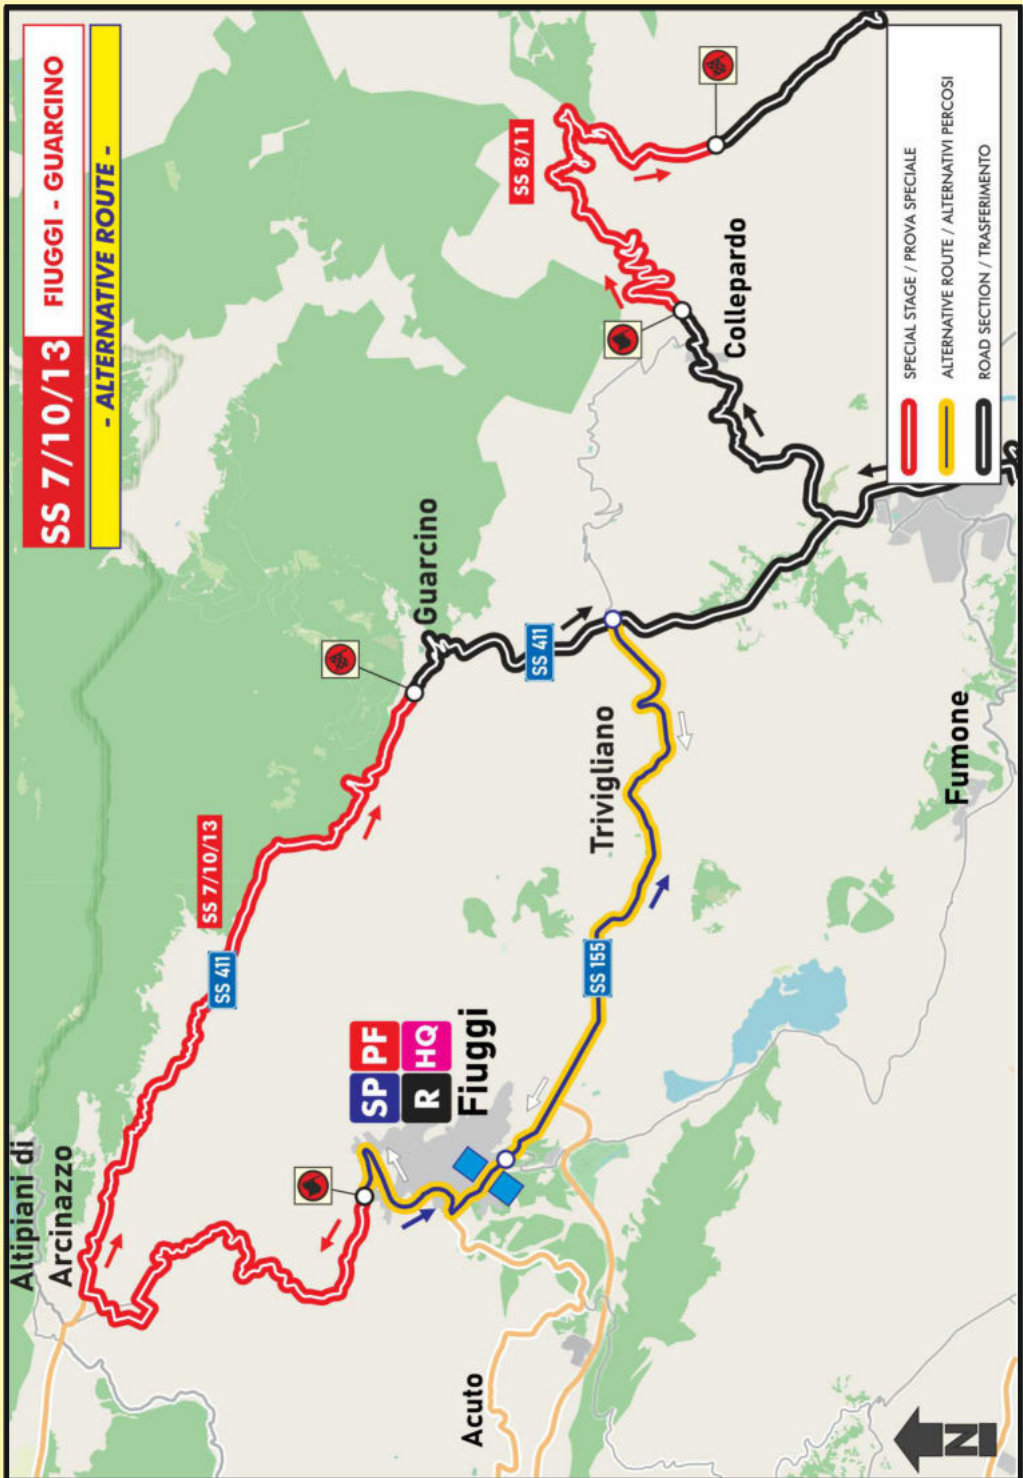 SS 7/10/13 FIUGGI - GUARCINO
- ALTERNATIVE ROUTE -
Altipiani di
Arcinazzo
SS 411
SS 7/10/13
Guarcino
SS 411
SS 8/11
Collepardo
SP PF
R HQ
Fiuggi
SS 155
Trivigliano
Acuto
Fumone
SPECIAL STAGE / PROVA SPECIALE
ALTERNATIVE ROUTE / ALTERNATIVI PERCOSI
ROAD SECTION / TRASFERIMENTO
N